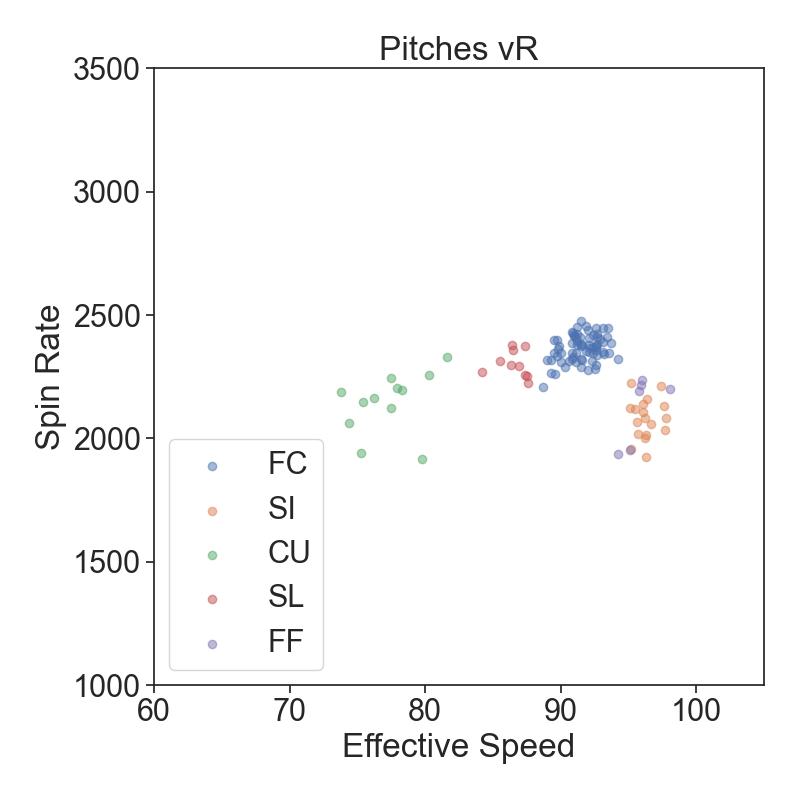 Pitches vR
3500
3000
2500
2000
1500
1000
Spin Rate
FC
SI
CU
SL
FF
60 70 80 90 100
Effective Speed